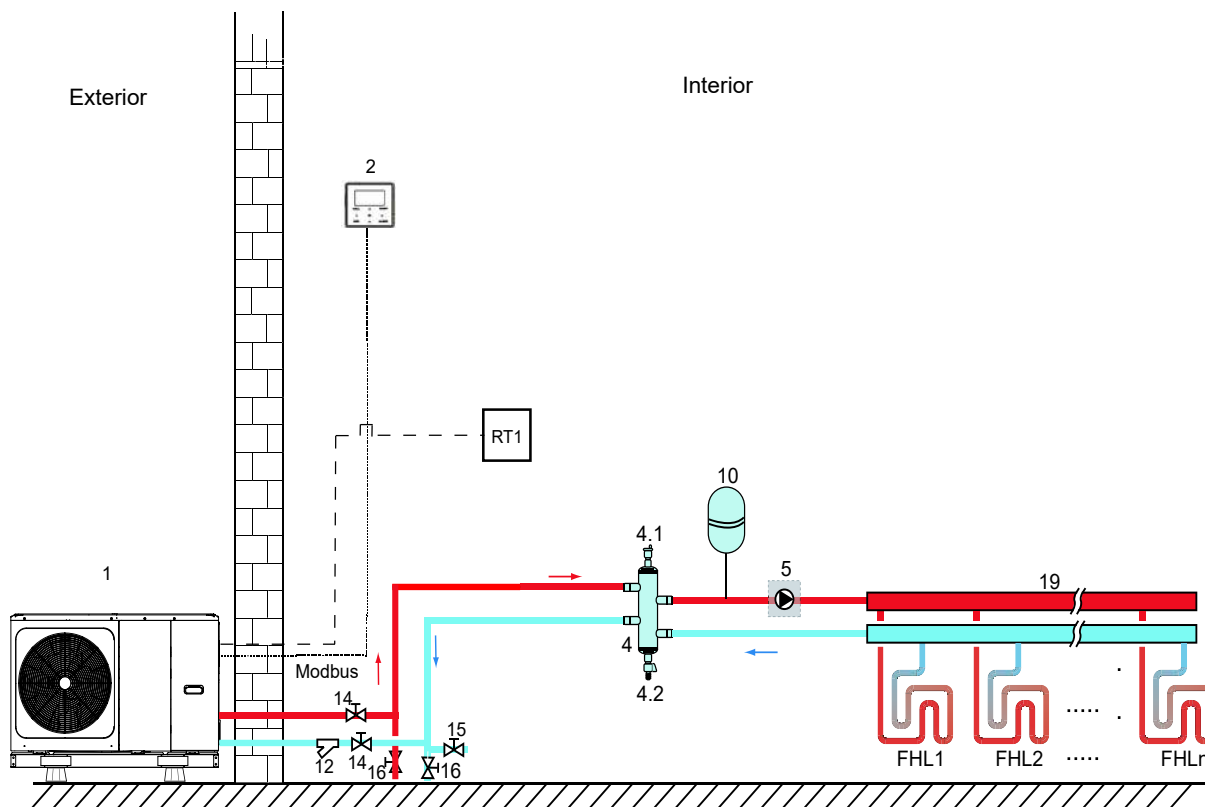 Exterior
Interior
2
RT1
10
4.1
5
19
1
4
4.2
Modbus
14
15
12
14
16
16
FHL1
FHL2
.....
FHLn
.....